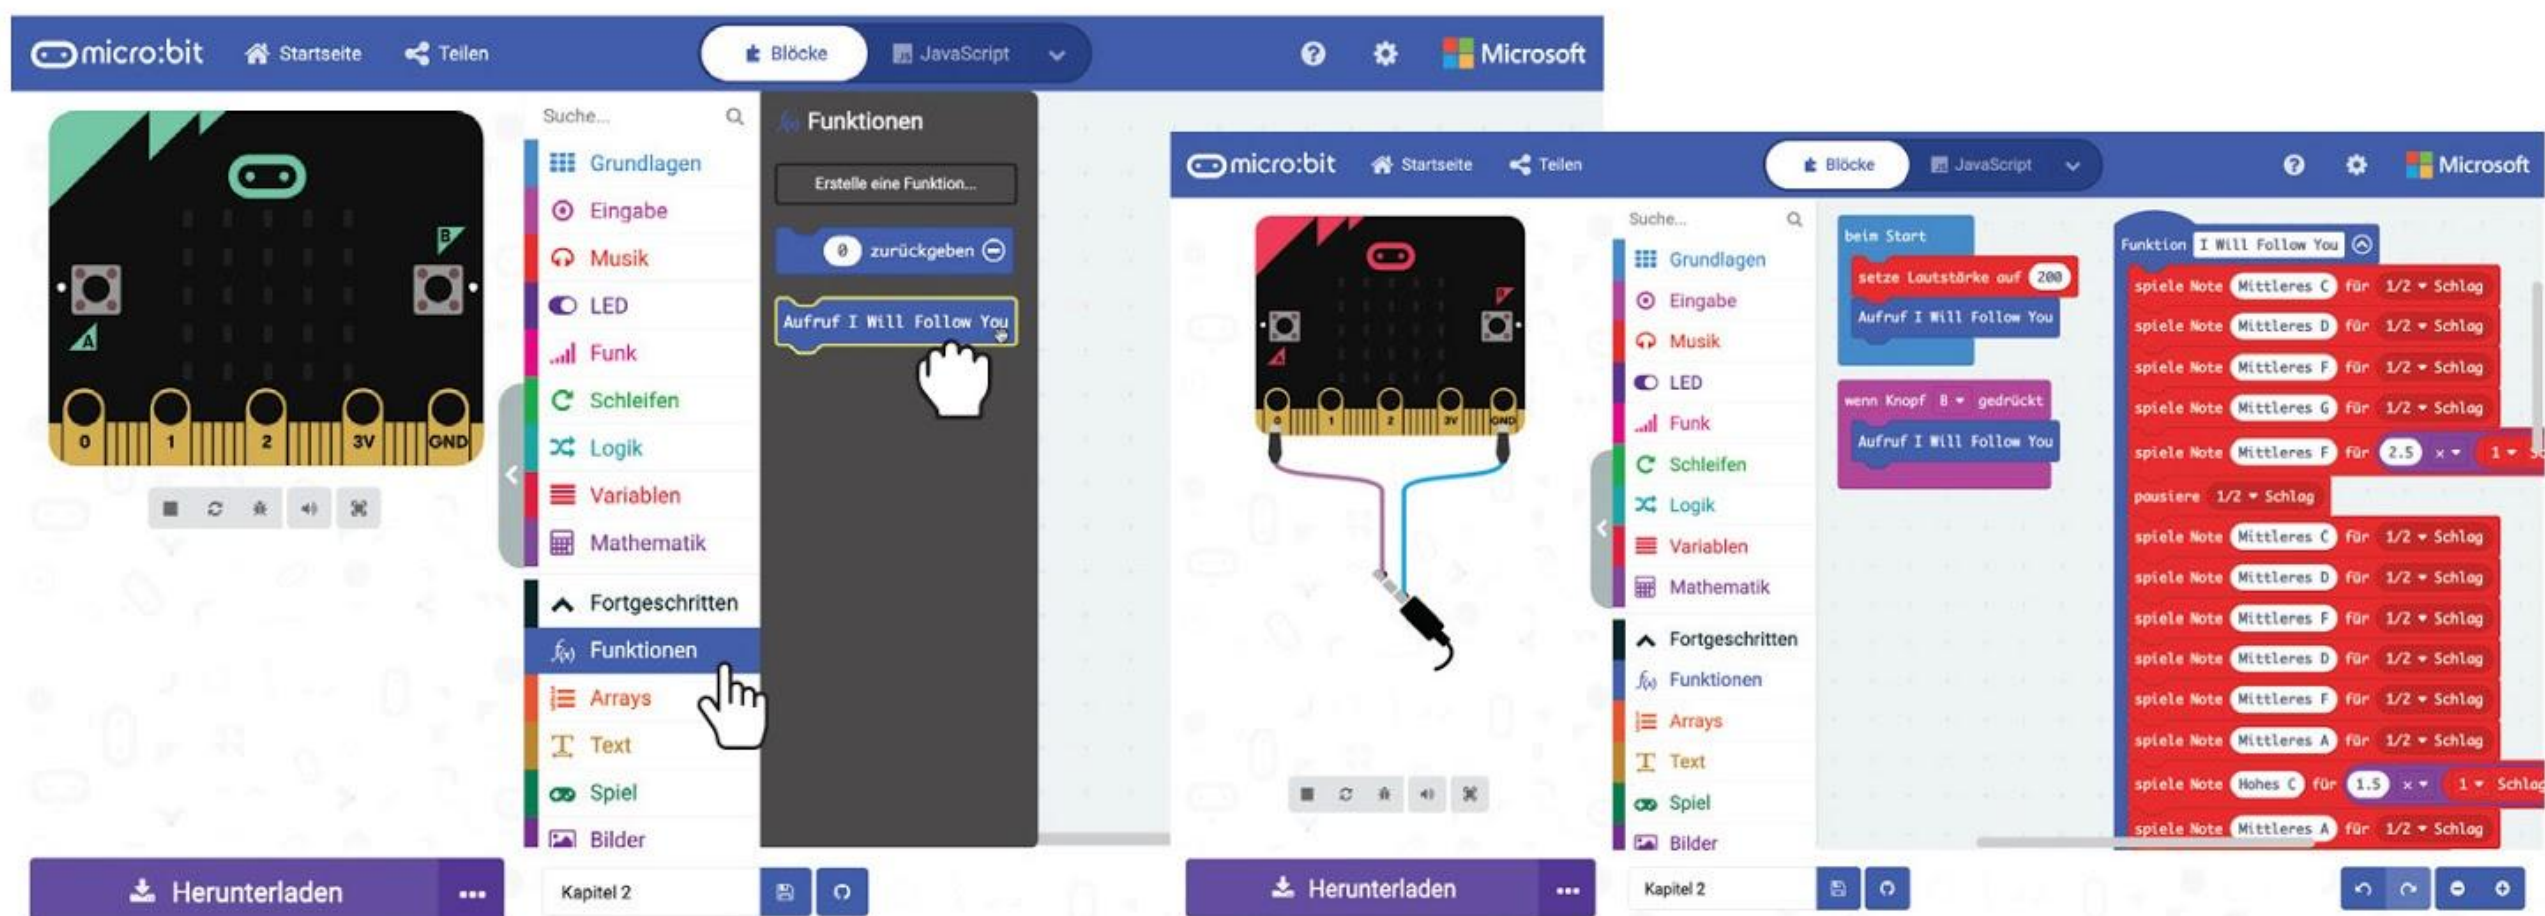 micro:bit Startseite Teilen Blöcke JavaScript Microsoft
B
A
0 1 2 3V GND
Herunterladen
Suche...
Grundlagen
Eingabe
Musik
LED
Funk
Schleifen
Logik
Variablen
Mathematik
Fortgeschritten
Funktionen
Arrays
Text
Spiel
Bilder
Kapitel 2
Funktionen
Erstelle eine Funktion...
0 zurückgeben
Aufruf I Will Follow You
micro:bit Startseite Teilen Blöcke JavaScript Microsoft
B
A
0 1 2 3V GND
Herunterladen
Suche...
Grundlagen
Eingabe
Musik
LED
Funk
Schleifen
Logik
Variablen
Mathematik
Fortgeschritten
Funktionen
Arrays
Text
Spiel
Bilder
Kapitel 2
beim Start
setze Lautstärke auf 200
Aufruf I Will Follow You
wenn Knopf B gedrückt
Aufruf I Will Follow You
Funktion I Will Follow You
spiele Note Mittleres C für 1/2 Schlag
spiele Note Mittleres D für 1/2 Schlag
spiele Note Mittleres F für 1/2 Schlag
spiele Note Mittleres G für 1/2 Schlag
spiele Note Mittleres F für 2.5 × 1
pausiere 1/2 Schlag
spiele Note Mittleres C für 1/2 Schlag
spiele Note Mittleres D für 1/2 Schlag
spiele Note Mittleres F für 1/2 Schlag
spiele Note Mittleres D für 1/2 Schlag
spiele Note Mittleres F für 1/2 Schlag
spiele Note Mittleres A für 1/2 Schlag
spiele Note Hohes C für 1.5 × 1 Schlag
spiele Note Mittleres A für 1/2 Schlag